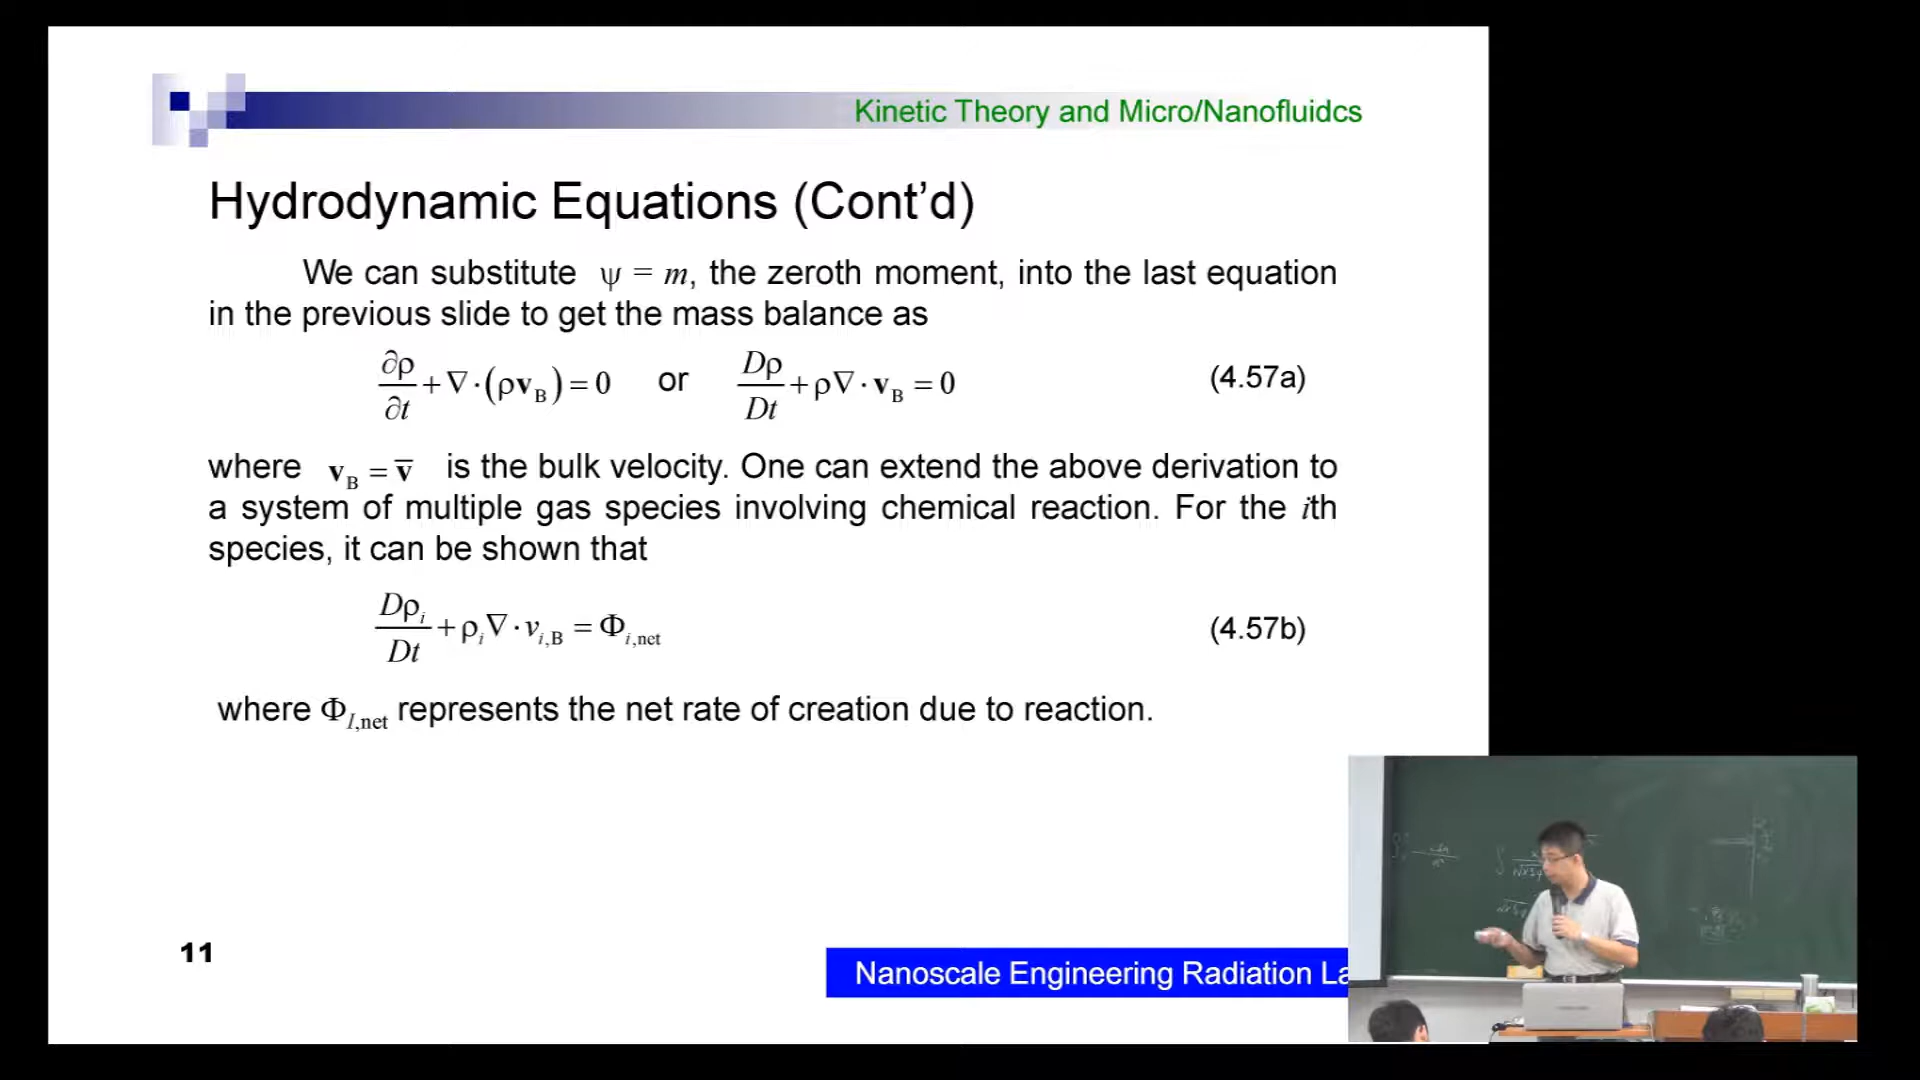 Kinetic Theory and Micro/Nanofluidcs
Hydrodynamic Equations (Cont’d)
We can substitute ψ = m, the zeroth moment, into the last equation
in the previous slide to get the mass balance as
∂ρ/∂t + ∇·(ρv_B) = 0 or Dρ/Dt + ρ∇·v_B = 0 (4.57a)
where v_B = v̅ is the bulk velocity. One can extend the above derivation to
a system of multiple gas species involving chemical reaction. For the ith
species, it can be shown that
Dρ_i/Dt + ρ_i∇·v_i,B = Φ_i,net (4.57b)
where Φ_I,net represents the net rate of creation due to reaction.
11
Nanoscale Engineering Radiation La